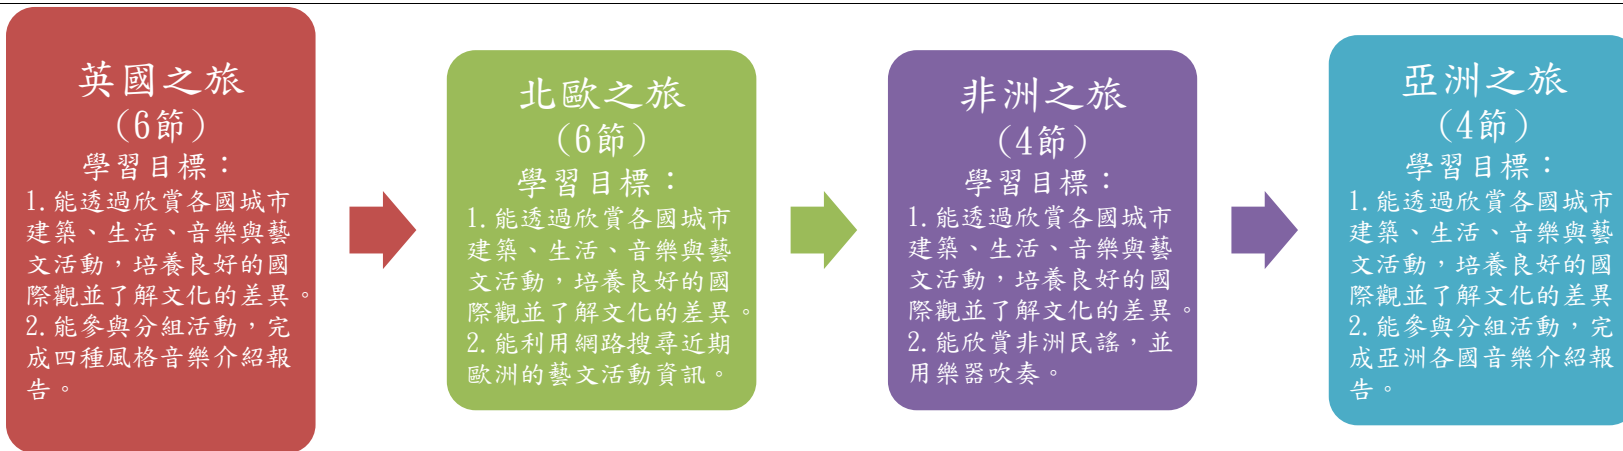 英國之旅
(6節)
學習目標：
1.能透過欣賞各國城市
建築、生活、音樂與藝
文活動，培養良好的國
際觀並了解文化的差異。
2.能參與分組活動，完
成四種風格音樂介紹報
告。
北歐之旅
(6節)
學習目標：
1.能透過欣賞各國城市
建築、生活、音樂與藝
文活動，培養良好的國
際觀並了解文化的差異。
2.能利用網路搜尋近期
歐洲的藝文活動資訊。
非洲之旅
(4節)
學習目標：
1.能透過欣賞各國城市
建築、生活、音樂與藝
文活動，培養良好的國
際觀並了解文化的差異。
2.能欣賞非洲民謠，並
用樂器吹奏。
亞洲之旅
(4節)
學習目標：
1.能透過欣賞各國城市
建築、生活、音樂與藝
文活動，培養良好的國
際觀並了解文化的差異。
2.能參與分組活動，完
成亞洲各國音樂介紹報
告。